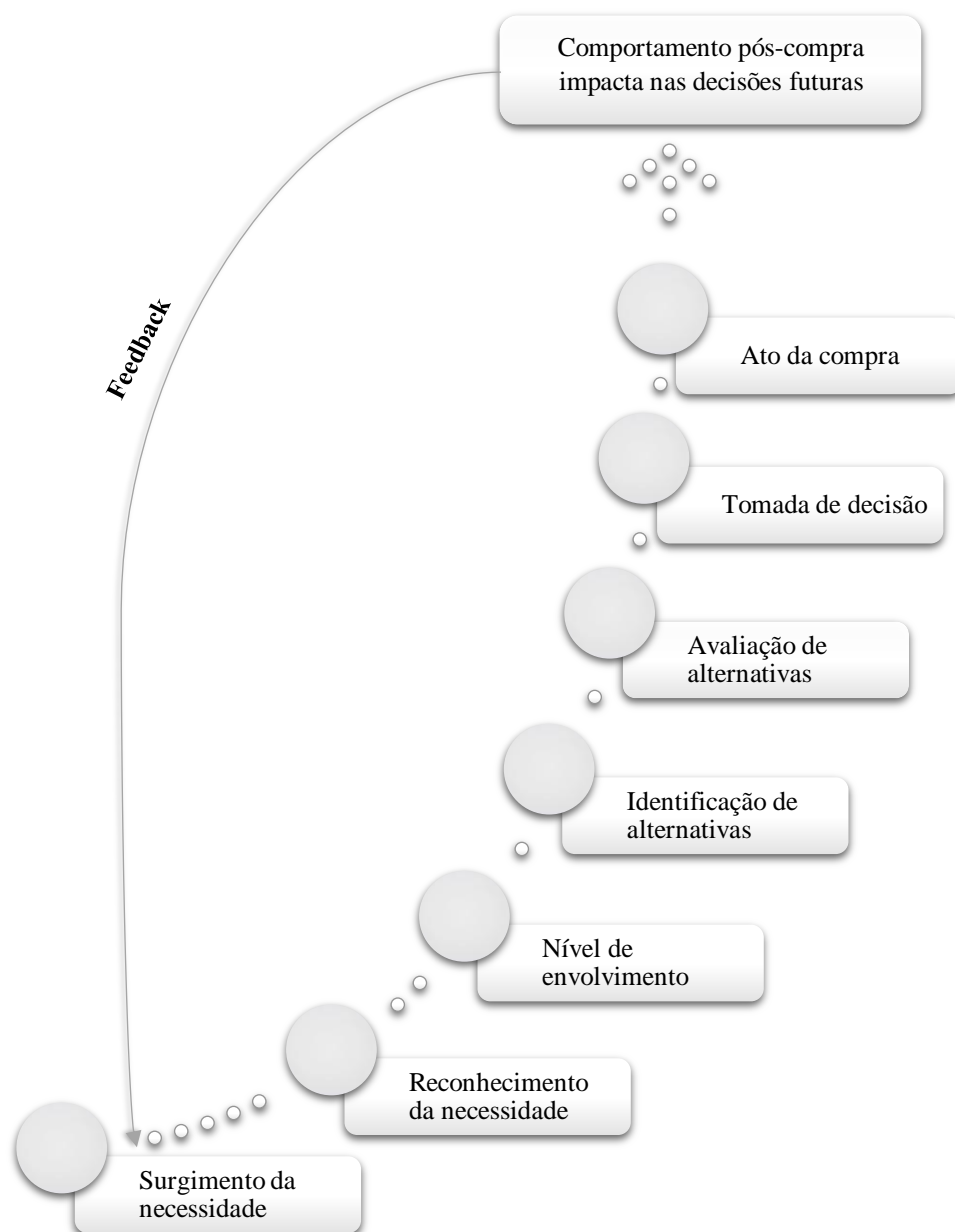 Comportamento pós-compra
impacta nas decisões futuras
Feedback
Ato da compra
Tomada de decisão
Avaliação de
alternativas
Identificação de
alternativas
Nível de
envolvimento
Reconhecimento
da necessidade
Surgimento da
necessidade